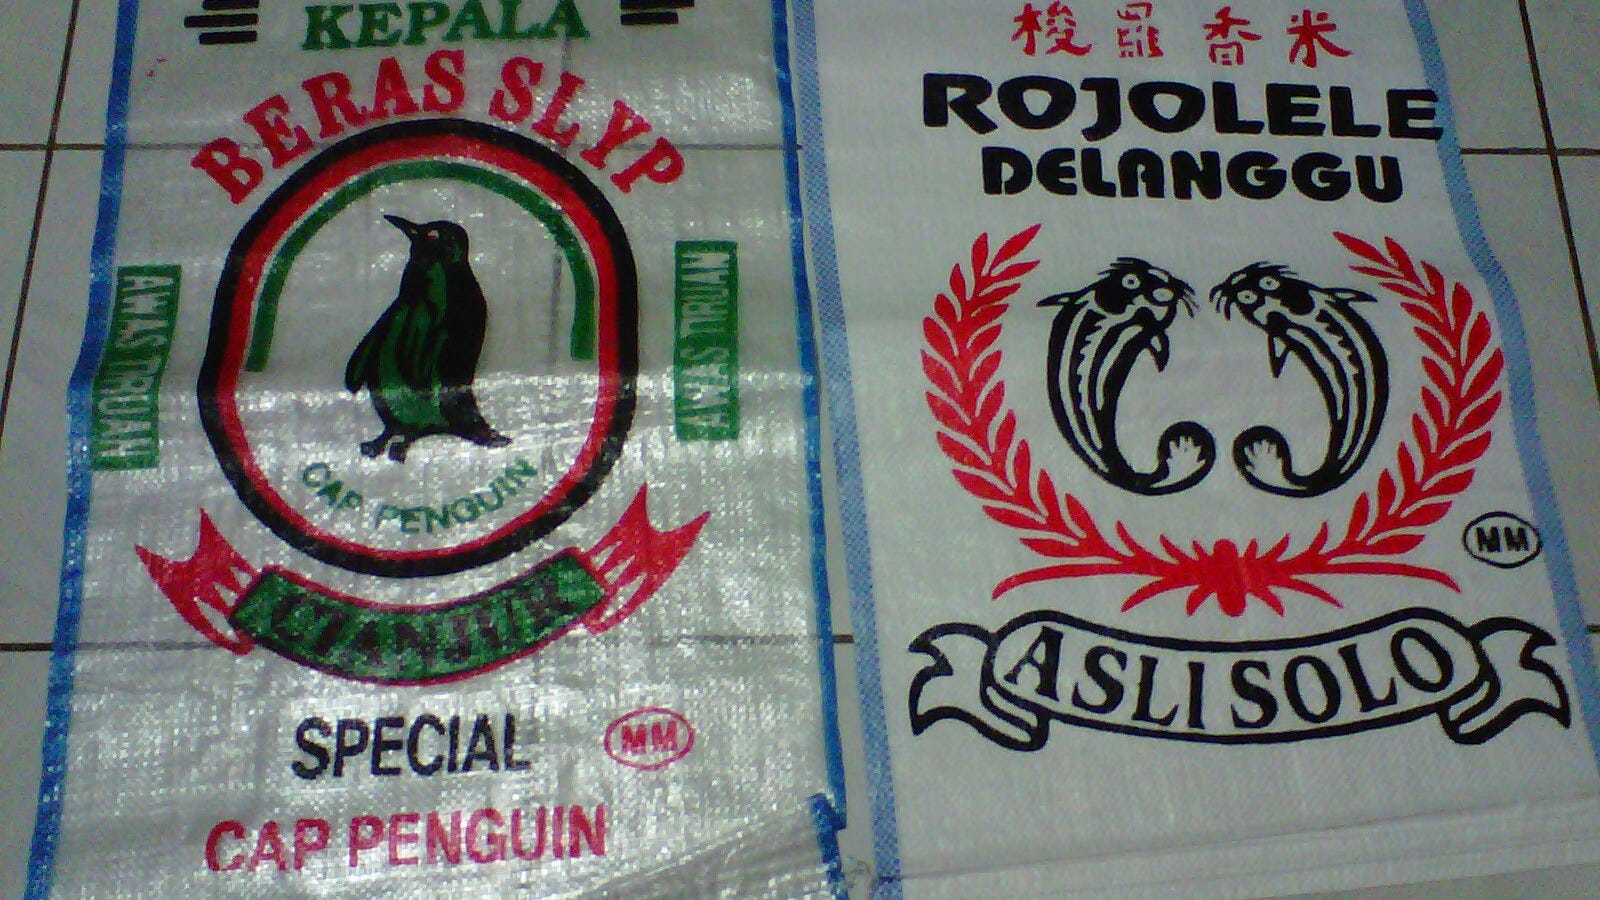 KEPALA
BERAS SLYP
AWAS TIRUAN
AWAS TIRUAN
CAP PENGUIN
CIANJUR
SPECIAL
MM
CAP PENGUIN
梭羅香米
ROJOLELE
DELANGGU
MM
ASLI SOLO